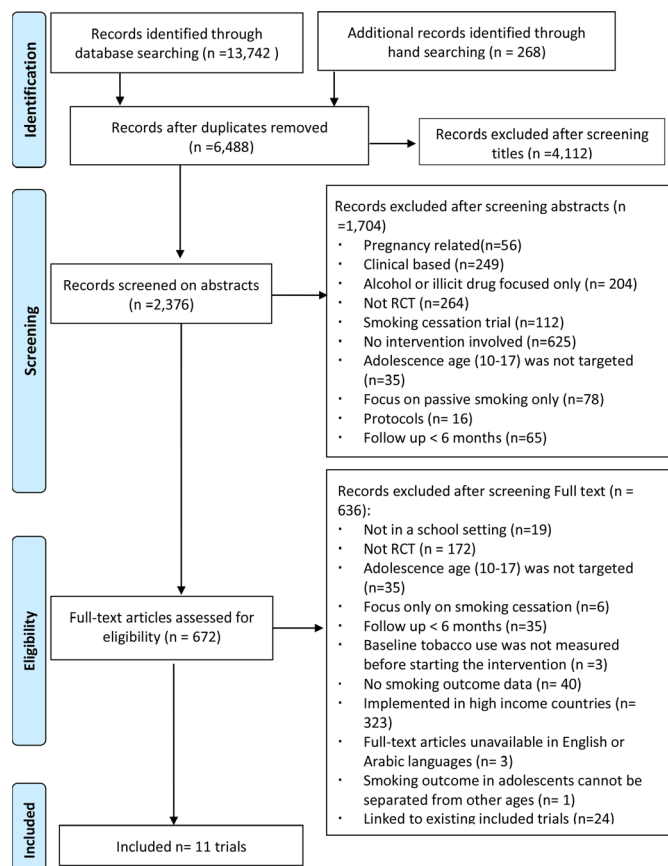 Identification
Records identified through
database searching (n =13,742 )
Additional records identified through
hand searching (n = 268)
Records after duplicates removed
(n =6,488)
Records excluded after screening
titles (n =4,112)
Screening
Records screened on abstracts
(n =2,376)
Records excluded after screening abstracts (n
=1,704)
· Pregnancy related(n=56)
· Clinical based (n=249)
· Alcohol or illicit drug focused only (n= 204)
· Not RCT (n=264)
· Smoking cessation trial (n=112)
· No intervention involved (n=625)
· Adolescence age (10-17) was not targeted
(n=35)
· Focus on passive smoking only (n=78)
· Protocols (n= 16)
· Follow up < 6 months (n=65)
Eligibility
Full-text articles assessed for
eligibility (n = 672)
Records excluded after screening Full text (n =
636):
· Not in a school setting (n=19)
· Not RCT (n = 172)
· Adolescence age (10-17) was not targeted
(n=35)
· Focus only on smoking cessation (n=6)
· Follow up < 6 months (n=35)
· Baseline tobacco use was not measured
before starting the intervention (n =3)
· No smoking outcome data (n= 40)
· Implemented in high income countries (n=
323)
· Full-text articles unavailable in English or
Arabic languages (n= 3)
· Smoking outcome in adolescents cannot be
separated from other ages (n= 1)
· Linked to existing included trials (n=24)
Included
Included n= 11 trials